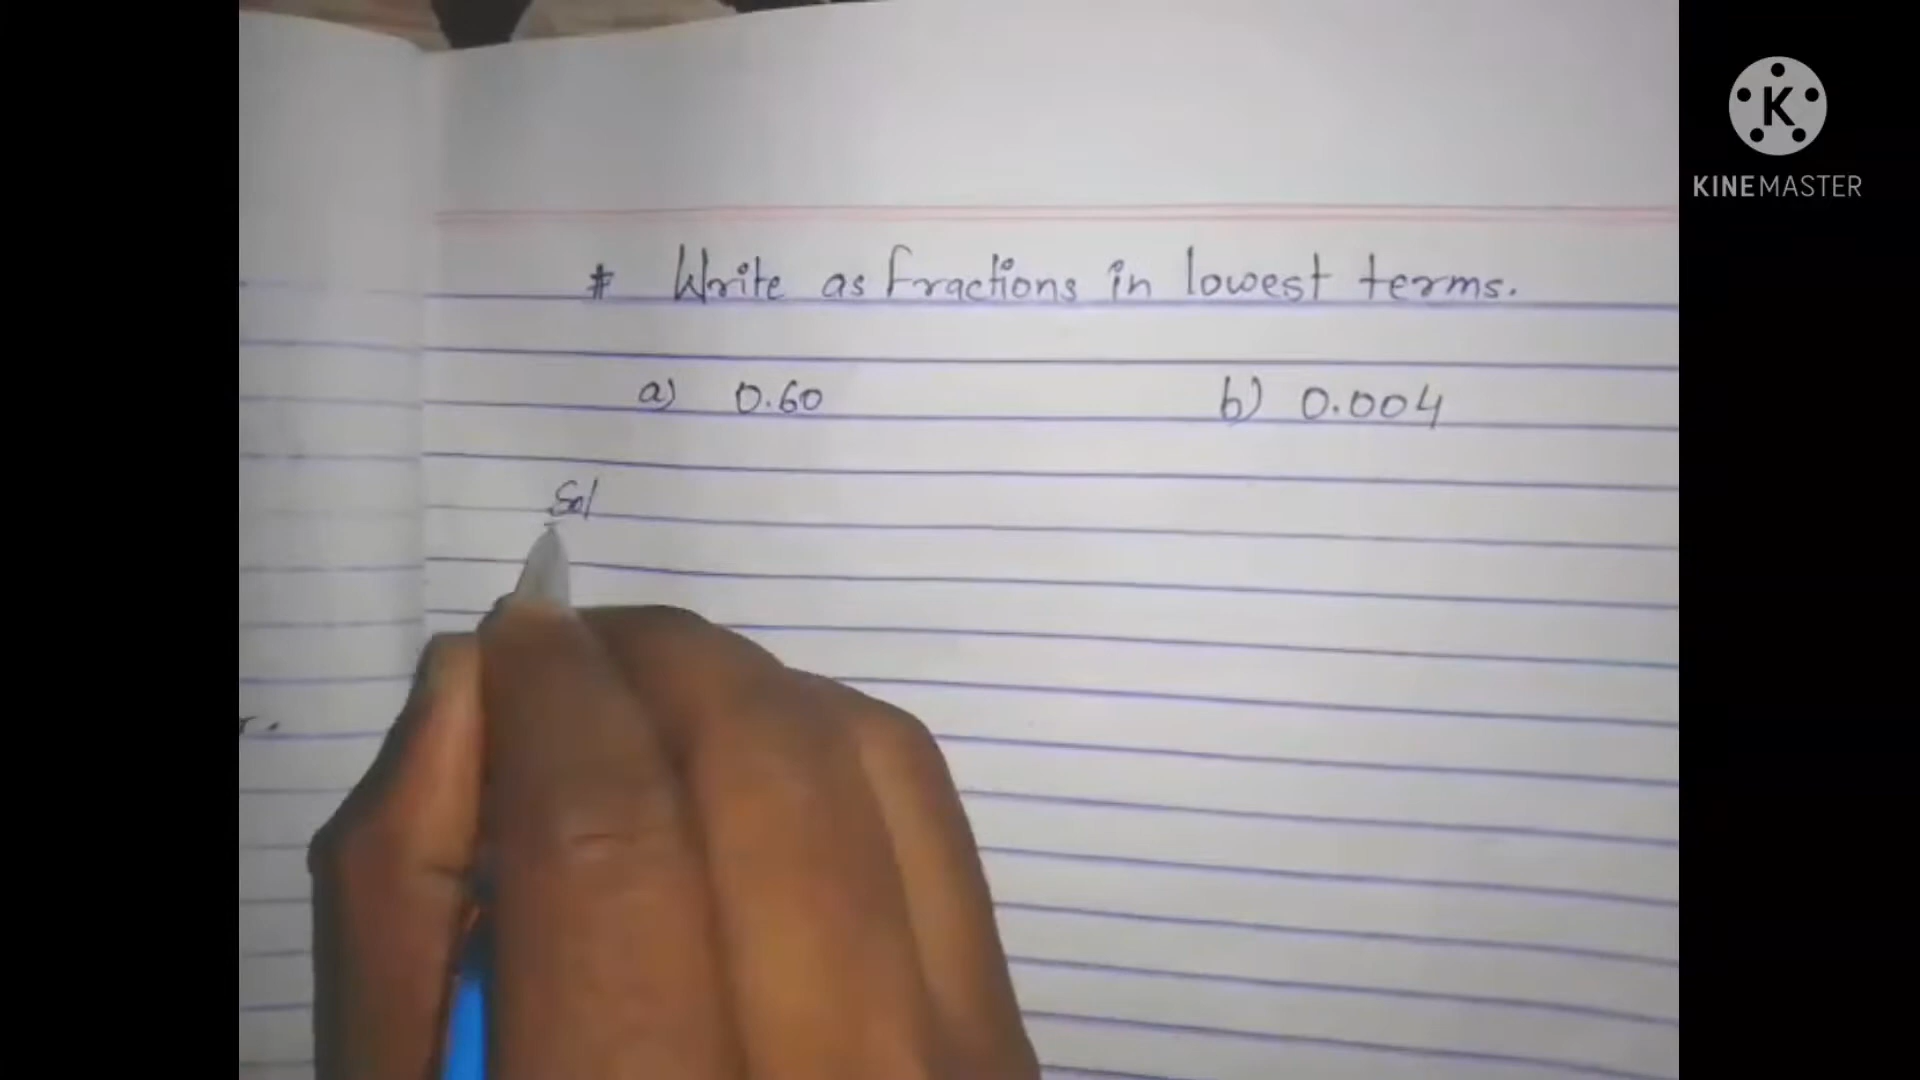 K
KINEMASTER
# Write as fractions in lowest terms.
a) 0.60 b) 0.004
Sol
r.